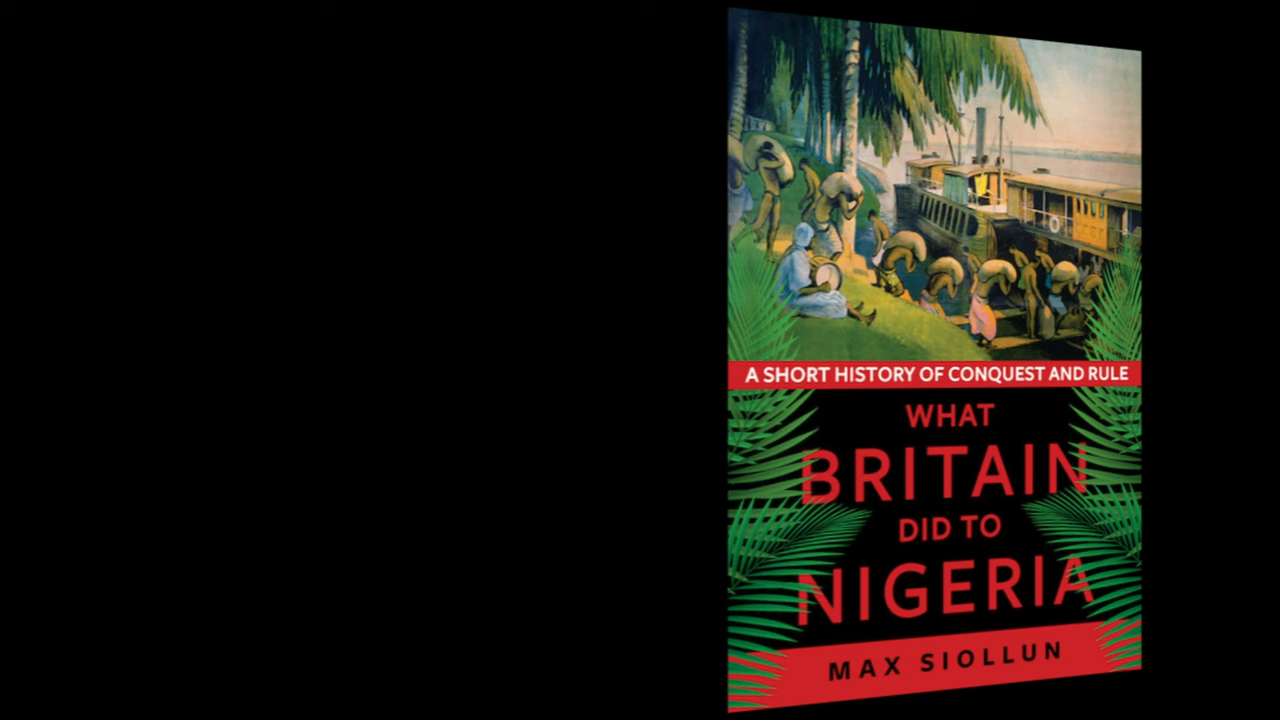 A SHORT HISTORY OF CONQUEST AND RULE
WHAT
BRITAIN
DID TO
NIGERIA
MAX SIOLLUN